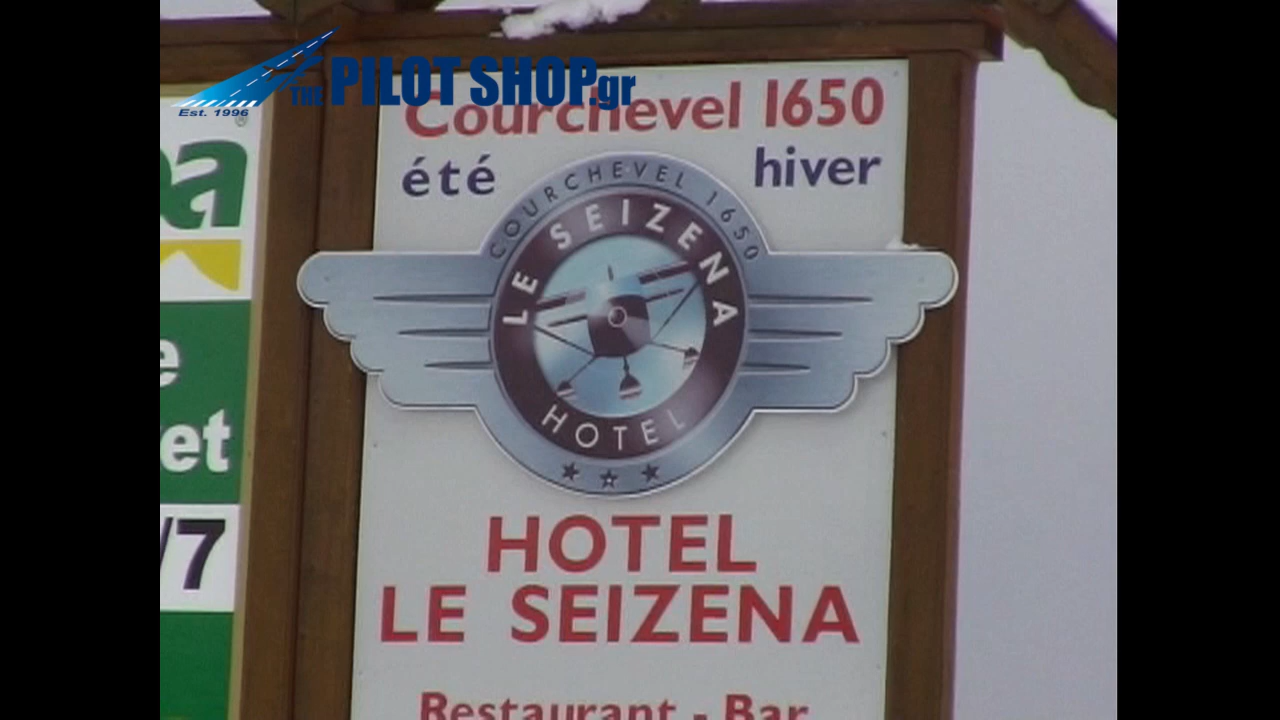 THE PILOT SHOP.gr
Est. 1996
Courchevel 1650
été hiver
COURCHEVEL 1650
LE SEIZENA
HOTEL
HOTEL
LE SEIZENA
Restaurant - Bar
et
/7